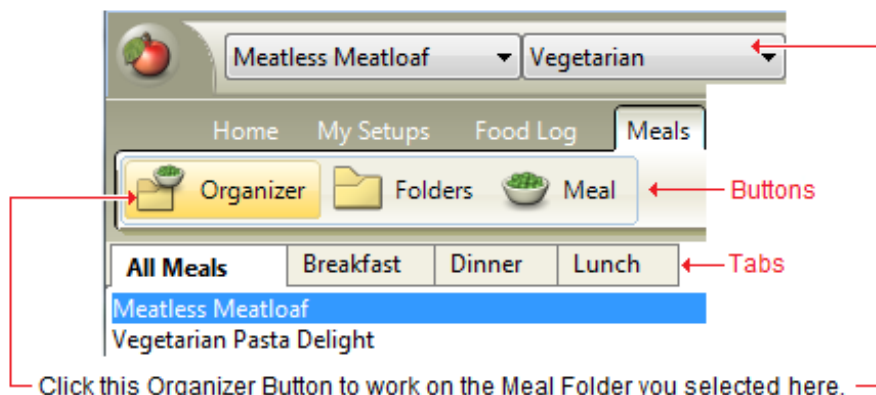 Meatless Meatloaf Vegetarian
Home My Setups Food Log Meals
Organizer Folders Meal Buttons
All Meals Breakfast Dinner Lunch Tabs
Meatless Meatloaf
Vegetarian Pasta Delight
Click this Organizer Button to work on the Meal Folder you selected here.